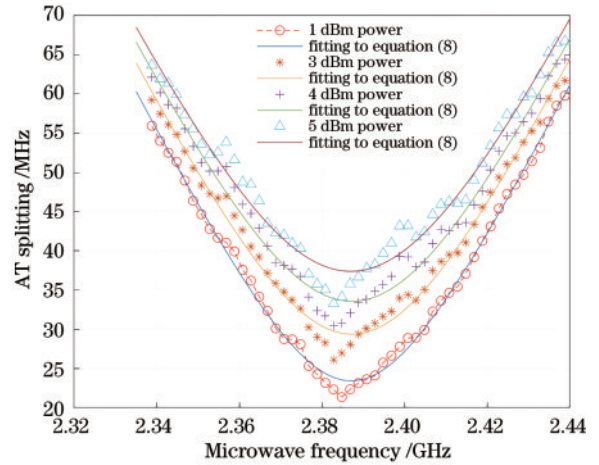 70
65
60
55
50
45
40
35
30
25
20
AT splitting /MHz
1 dBm power
fitting to equation (8)
3 dBm power
fitting to equation (8)
4 dBm power
fitting to equation (8)
5 dBm power
fitting to equation (8)
2.32 2.34 2.36 2.38 2.40 2.42 2.44
Microwave frequency /GHz